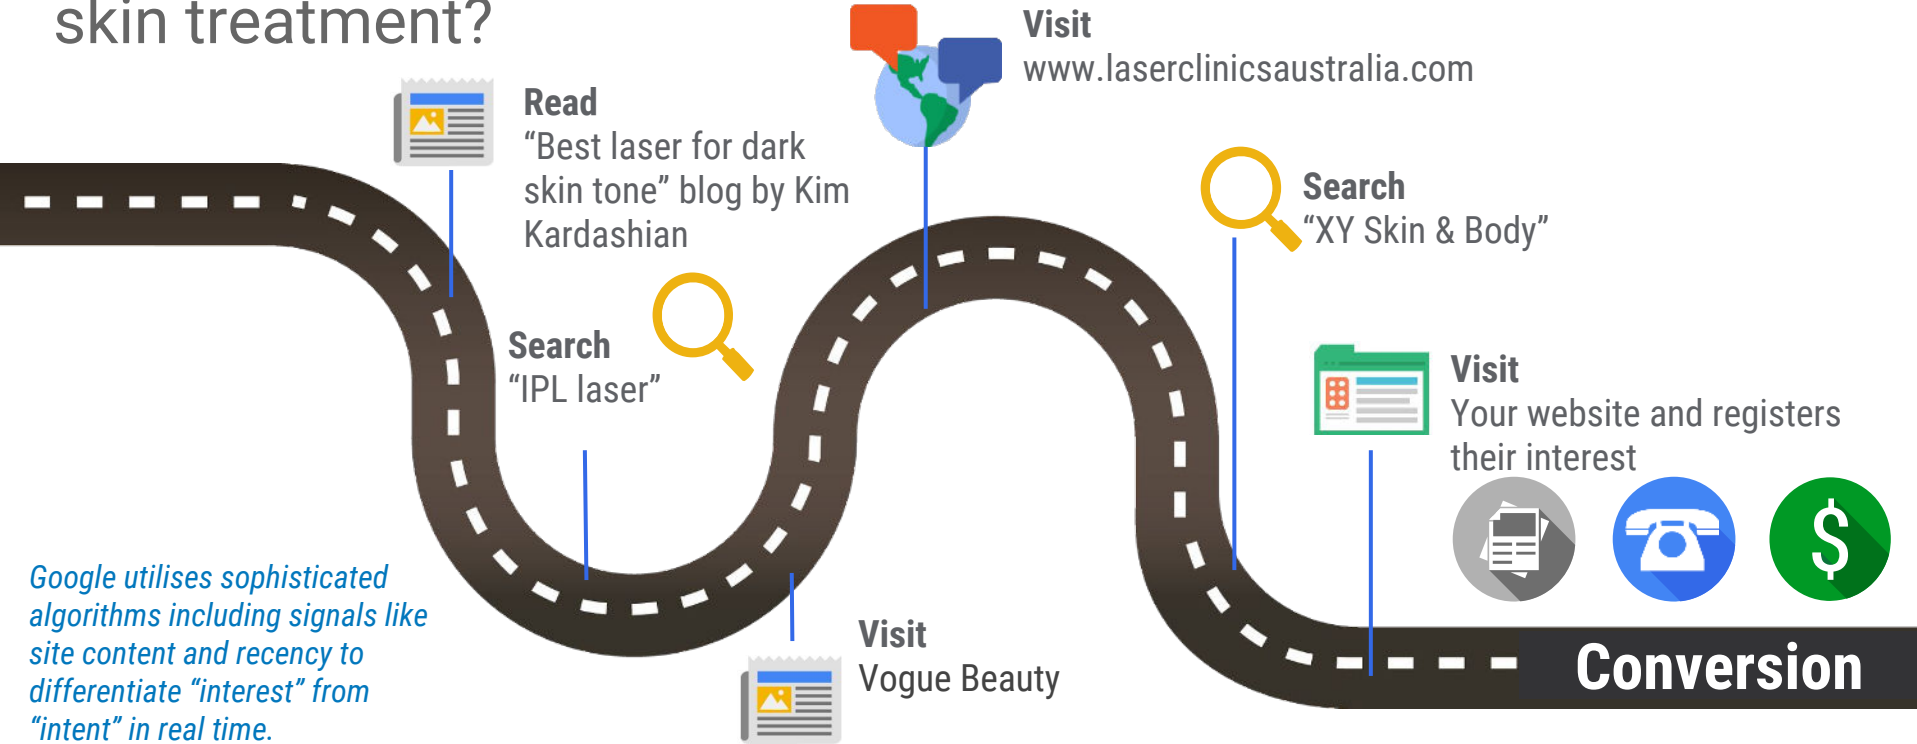 skin treatment?
Read
“Best laser for dark
skin tone” blog by Kim
Kardashian
Search
“IPL laser”
Visit
Vogue Beauty
Visit
www.laserclinicsaustralia.com
Search
“XY Skin & Body”
Visit
Your website and registers
their interest
$
Conversion
Google utilises sophisticated
algorithms including signals like
site content and recency to
differentiate “interest” from
“intent” in real time.